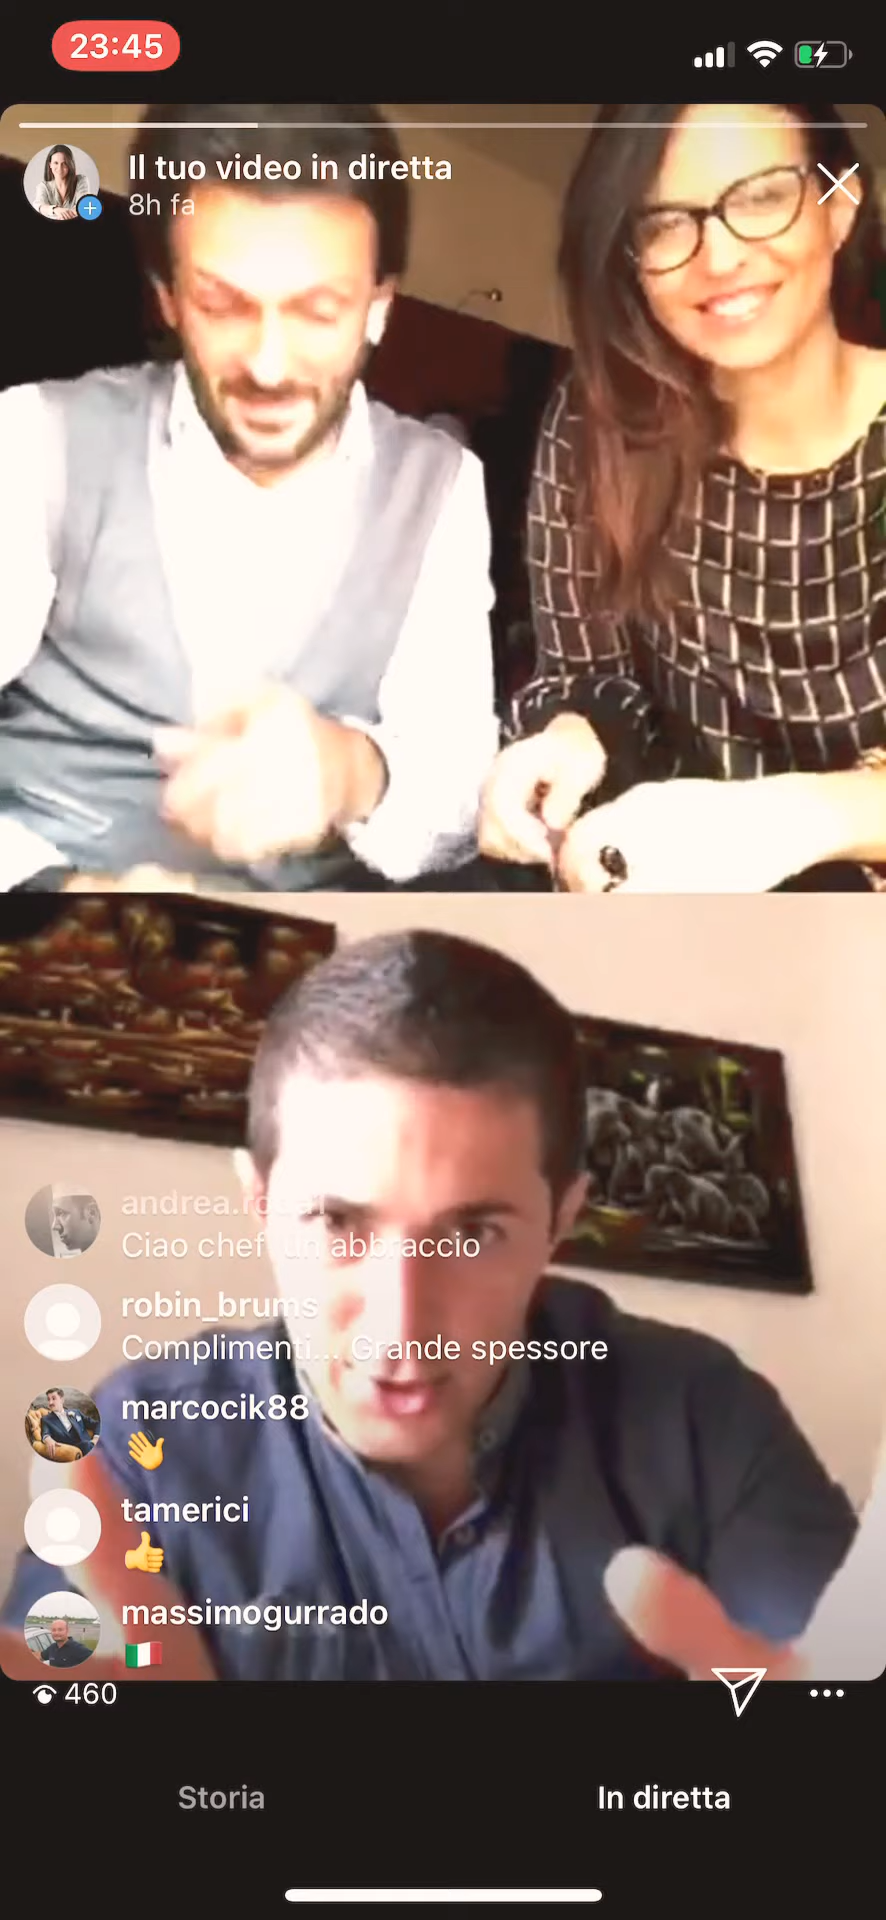 23:45
Il tuo video in diretta
8h fa
Ciao chef un abbraccio
robin_brums
Complimenti... Grande spessore
marcocik88
👋
tamerici
👍
massimogurrado
🇮🇹
460
Storia
In diretta